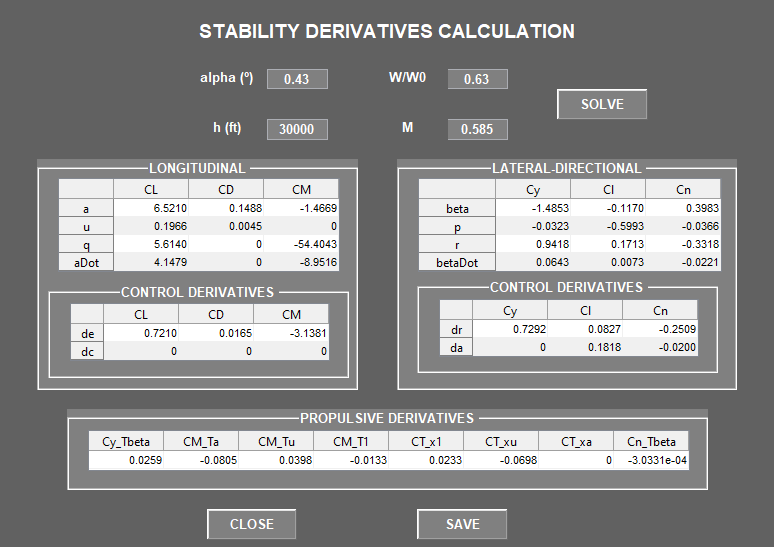 STABILITY DERIVATIVES CALCULATION
alpha (º) 0.43 W/W0 0.63
SOLVE
h (ft) 30000 M 0.585
LONGITUDINAL
CL CD CM
a 6.5210 0.1488 -1.4669
u 0.1966 0.0045 0
q 5.6140 0 -54.4043
aDot 4.1479 0 -8.9516
CONTROL DERIVATIVES
CL CD CM
de 0.7210 0.0165 -3.1381
dc 0 0 0
LATERAL-DIRECTIONAL
Cy Cl Cn
beta -1.4853 -0.1170 0.3983
p -0.0323 -0.5993 -0.0366
r 0.9418 0.1713 -0.3318
betaDot 0.0643 0.0073 -0.0221
CONTROL DERIVATIVES
Cy Cl Cn
dr 0.7292 0.0827 -0.2509
da 0 0.1818 -0.0200
PROPULSIVE DERIVATIVES
Cy_Tbeta CM_Ta CM_Tu CM_T1 CT_x1 CT_xu CT_xa Cn_Tbeta
0.0259 -0.0805 0.0398 -0.0133 0.0233 -0.0698 0 -3.0331e-04
CLOSE SAVE